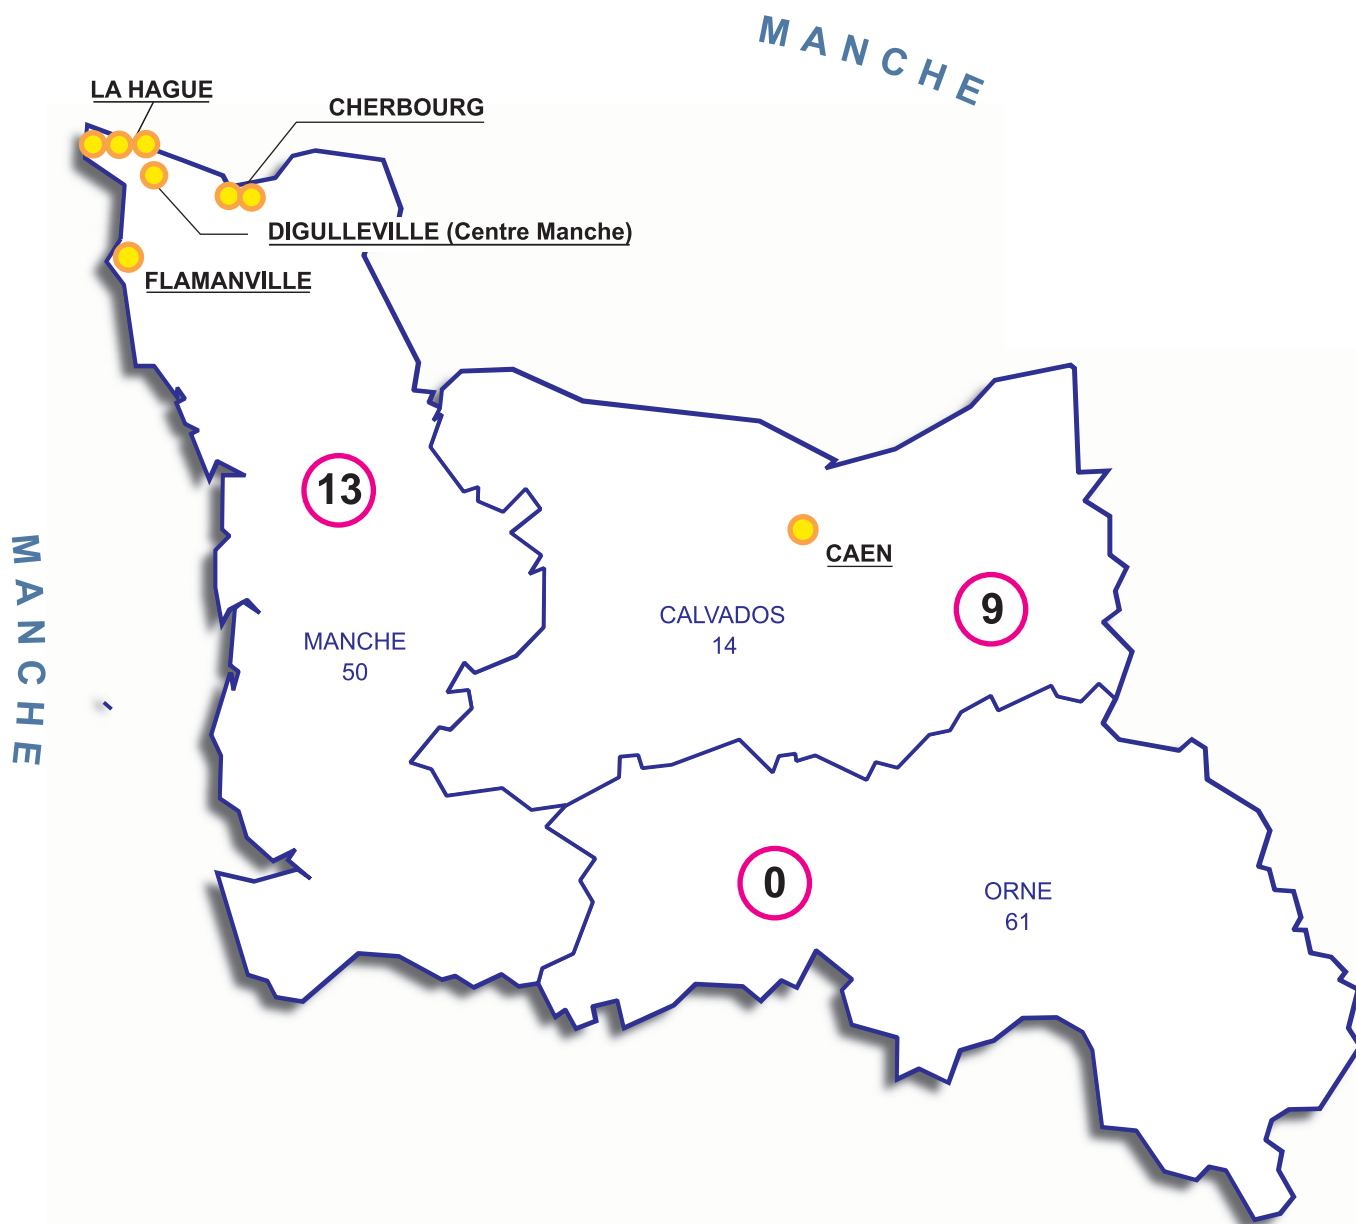 MANCHE
LA HAGUE
CHERBOURG
DIGULLEVILLE (Centre Manche)
FLAMANVILLE
13
MANCHE
CAEN
9
CALVADOS
14
MANCHE
50
0
ORNE
61